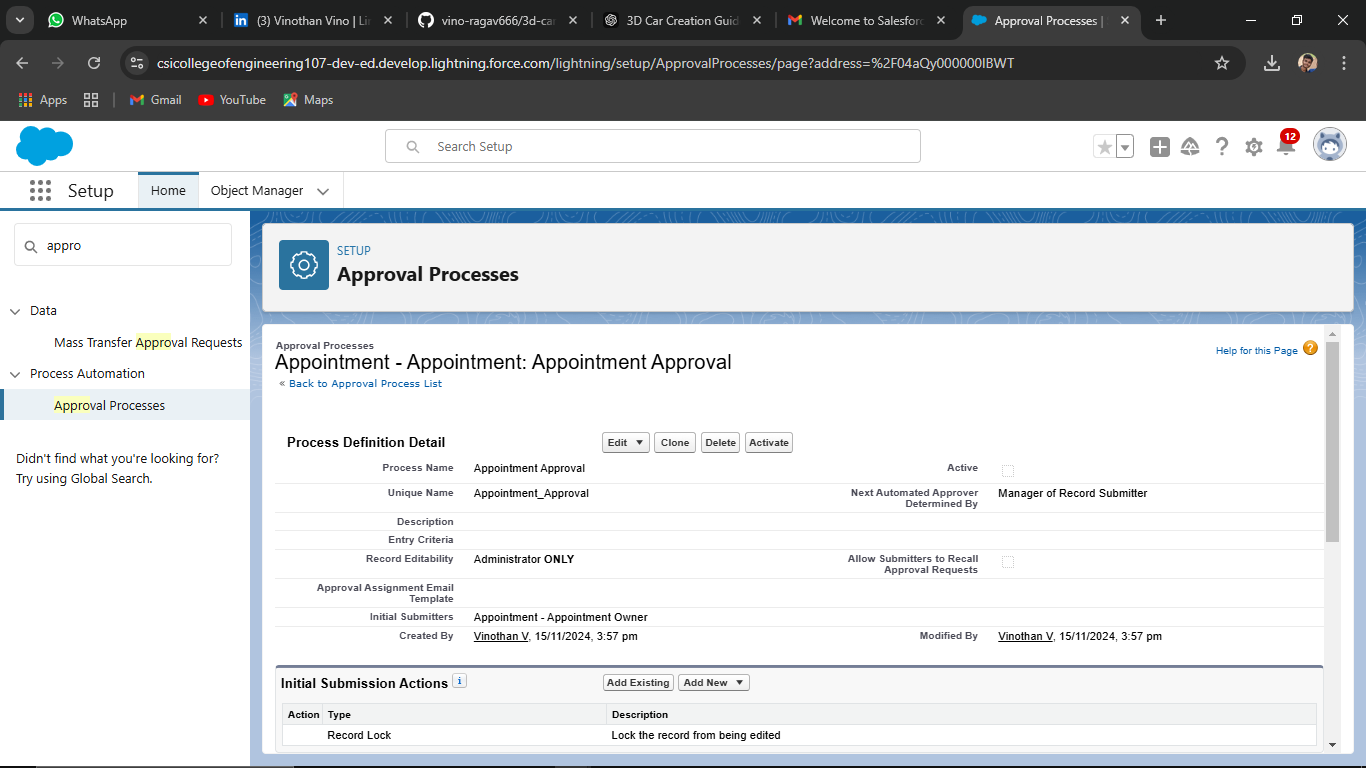 WhatsApp
(3) Vinothan Vino | Li
vino-ragav666/3d-car
3D Car Creation Guid
Welcome to Salesforc
Approval Processes |
csicollegeofengineering107-dev-ed.develop.lightning.force.com/lightning/setup/ApprovalProcesses/page?address=%2F04aQy000000IBWT
Apps
Gmail
YouTube
Maps
Search Setup
12
Setup
Home
Object Manager
appro
Data
Mass Transfer Approval Requests
Process Automation
Approval Processes
Didn't find what you're looking for?
Try using Global Search.
SETUP
Approval Processes
Approval Processes
Appointment - Appointment: Appointment Approval
Help for this Page ?
« Back to Approval Process List
Process Definition Detail Edit Clone Delete Activate
Process Name Appointment Approval Active
Unique Name Appointment_Approval Next Automated Approver Determined By Manager of Record Submitter
Description
Entry Criteria
Record Editability Administrator ONLY Allow Submitters to Recall Approval Requests
Approval Assignment Email
Template
Initial Submitters Appointment - Appointment Owner
Created By Vinothan V, 15/11/2024, 3:57 pm Modified By Vinothan V, 15/11/2024, 3:57 pm
Initial Submission Actions i Add Existing Add New
Action Type Description
Record Lock Lock the record from being edited